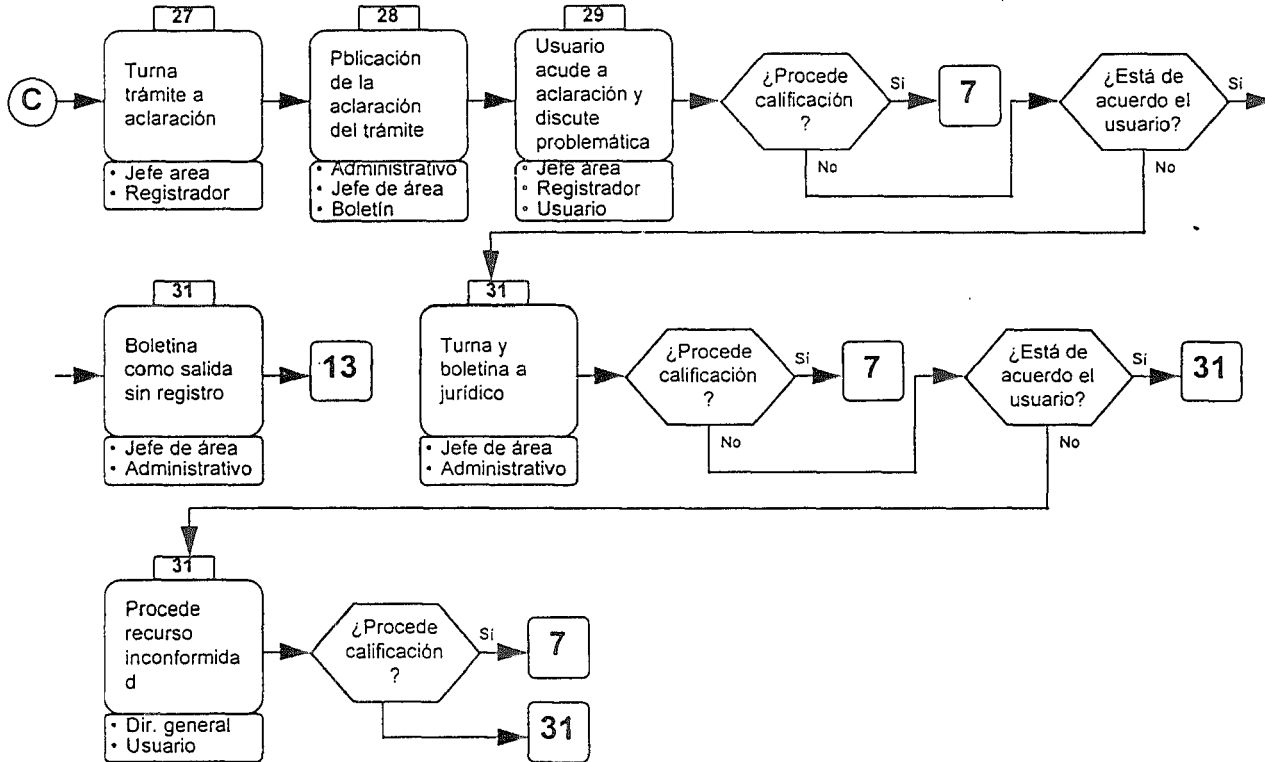 27
28
29
C
Turna
trámite a
aclaración
• Jefe area
• Registrador
Pblicación
de la
aclaración
del trámite
• Administrativo
• Jefe de área
• Boletín
Usuario
acude a
aclaración y
discute
problemática
◦ Jefe área
◦ Registrador
◦ Usuario
¿Procede
calificación
?
Sí
7
No
¿Está de
acuerdo el
usuario?
Sí
No
31
Boletina
como salida
sin registro
• Jefe de área
• Administrativo
13
31
Turna y
boletina a
jurídico
• Jefe de área
• Administrativo
¿Procede
calificación
?
Sí
7
No
¿Está de
acuerdo el
usuario?
Sí
31
No
31
Procede
recurso
inconformida
d
• Dir. general
• Usuario
¿Procede
calificación
?
Sí
7
31